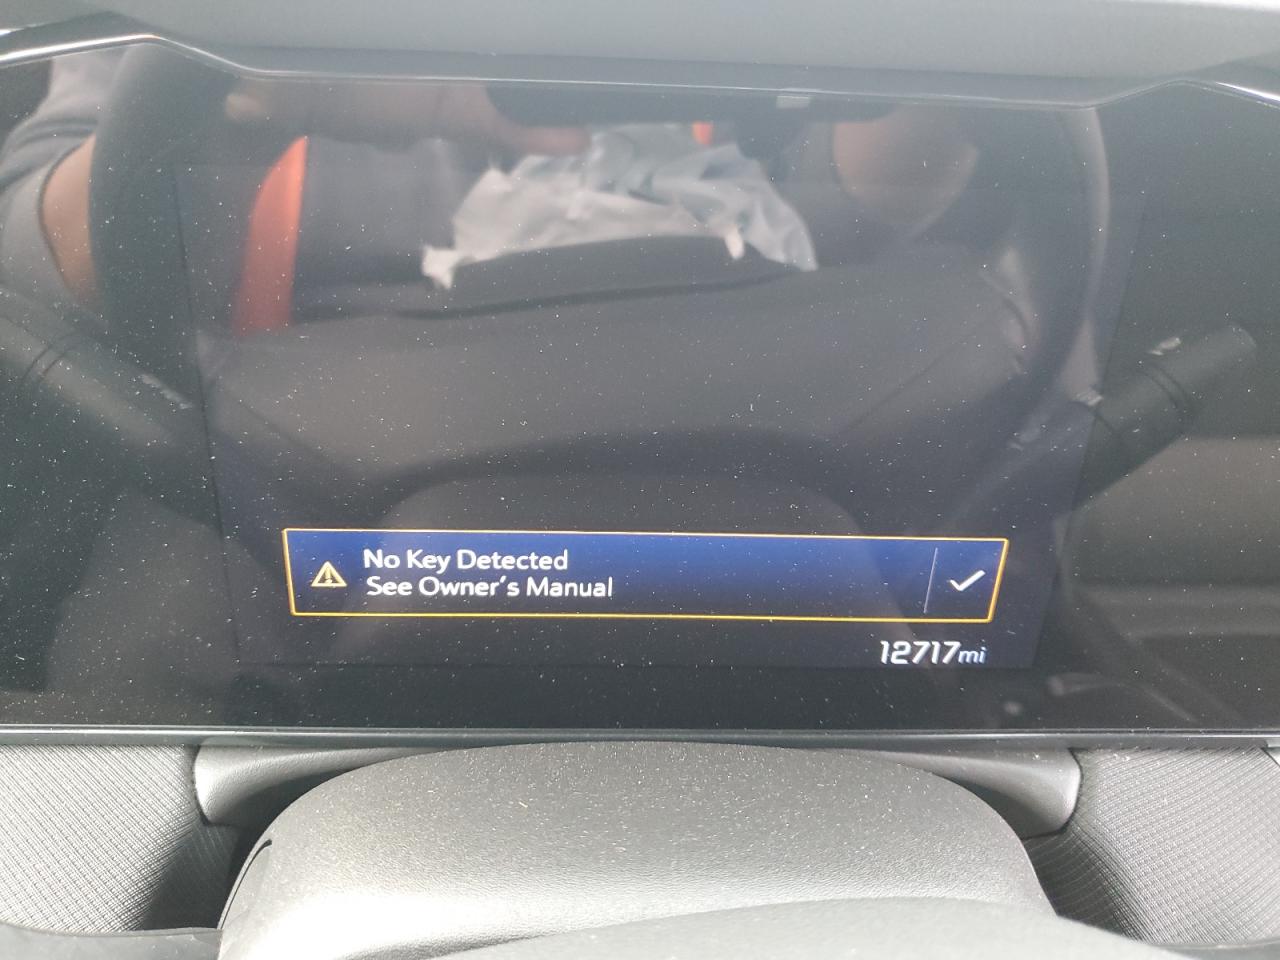 No Key Detected
See Owner's Manual
12717mi